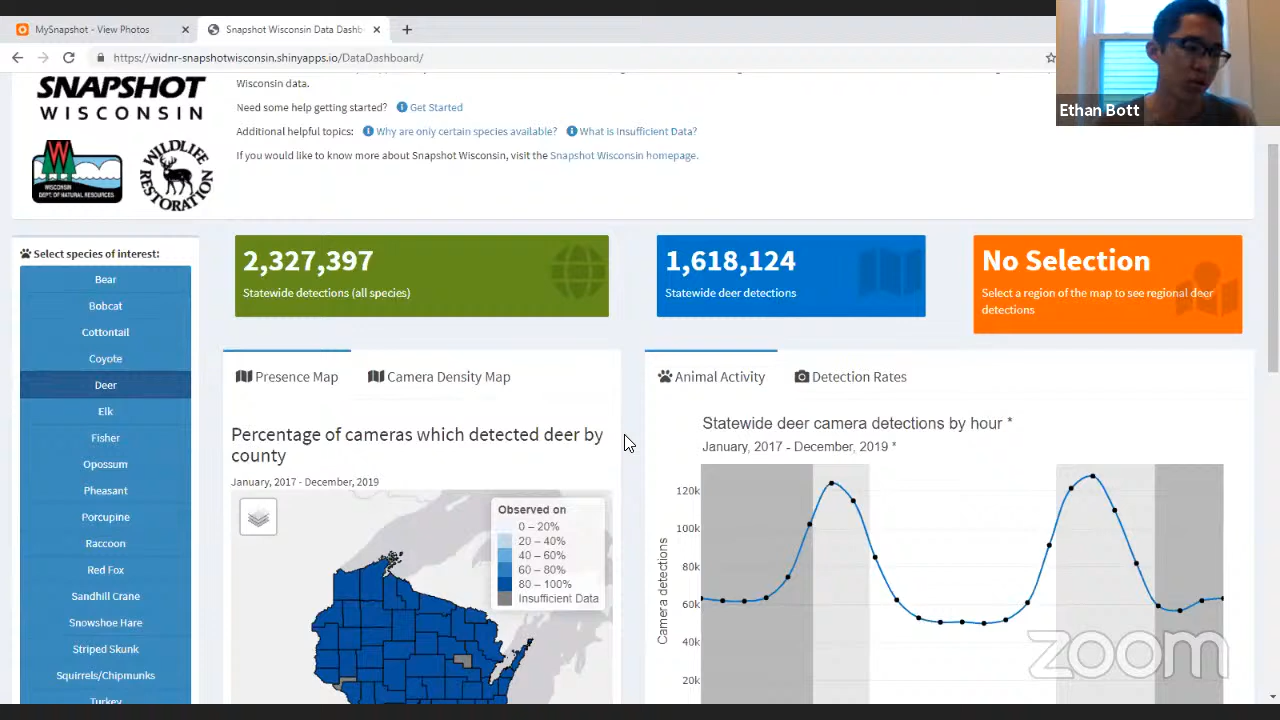 MySnapshot - View Photos
Snapshot Wisconsin Data Dashb
https://widnr-snapshotwisconsin.shinyapps.io/DataDashboard/
Ethan Bott
SNAPSHOT
WISCONSIN
W
WISCONSIN
DEPT. OF NATURAL RESOURCES
WILDLIFE
RESTORATION
Wisconsin data.
Need some help getting started? Get Started
Additional helpful topics: Why are only certain species available? What is Insufficient Data?
If you would like to know more about Snapshot Wisconsin, visit the Snapshot Wisconsin homepage.
Select species of interest:
Bear
Bobcat
Cottontail
Coyote
Deer
Elk
Fisher
Opossum
Pheasant
Porcupine
Raccoon
Red Fox
Sandhill Crane
Snowshoe Hare
Striped Skunk
Squirrels/Chipmunks
Turkey
2,327,397
Statewide detections (all species)
1,618,124
Statewide deer detections
No Selection
Select a region of the map to see regional deer
detections
Presence Map
Camera Density Map
Percentage of cameras which detected deer by
county
January, 2017 - December, 2019
Observed on
0 – 20%
20 – 40%
40 – 60%
60 – 80%
80 – 100%
Insufficient Data
Animal Activity
Detection Rates
Statewide deer camera detections by hour *
January, 2017 - December, 2019 *
Camera detections
120k
100k
80k
60k
40k
20k
zoom